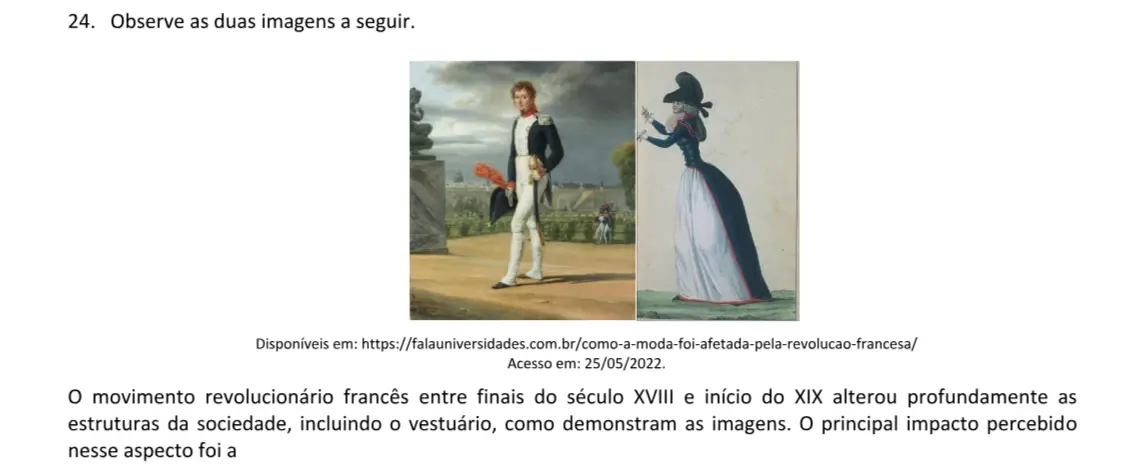 24. Observe as duas imagens a seguir.
Disponíveis em: https://falauniversidades.com.br/como-a-moda-foi-afetada-pela-revolucao-francesa/
Acesso em: 25/05/2022.
O movimento revolucionário francês entre finais do século XVIII e início do XIX alterou profundamente as
estruturas da sociedade, incluindo o vestuário, como demonstram as imagens. O principal impacto percebido
nesse aspecto foi a